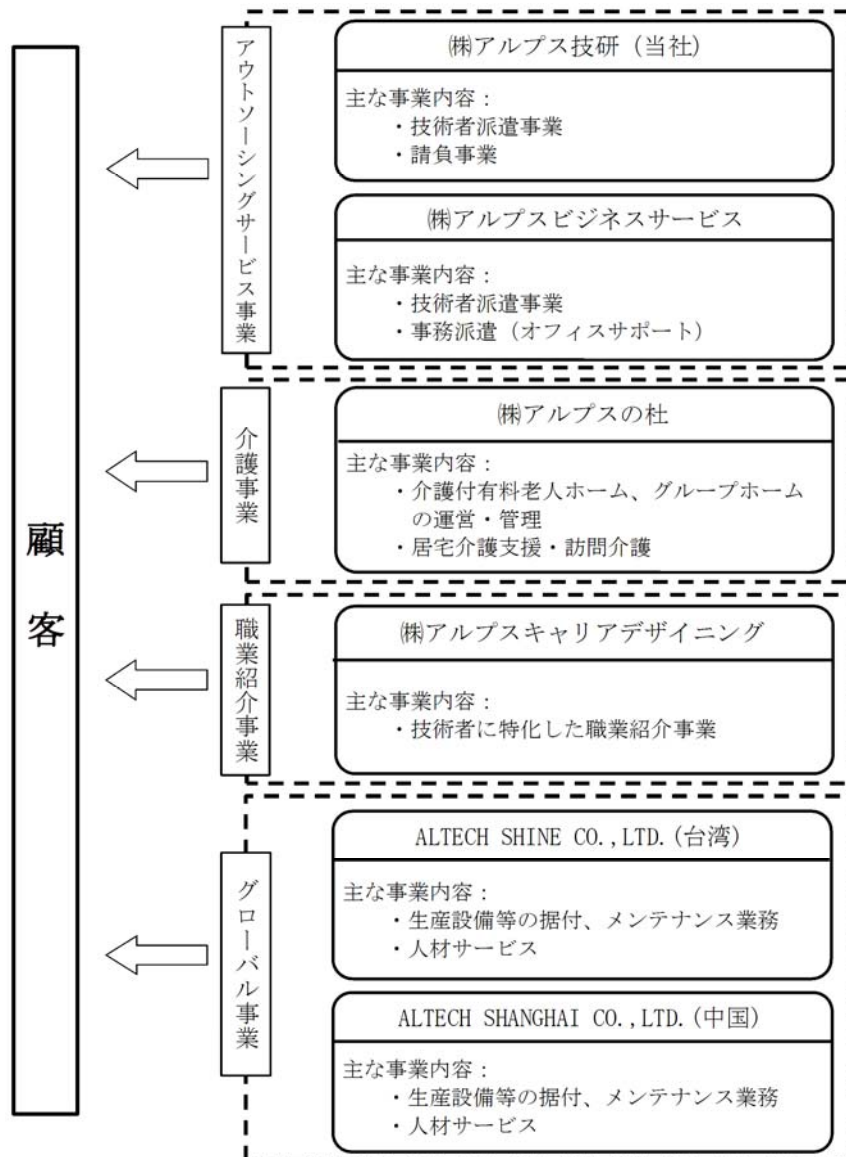 顧客
アウトソーシングサービス事業
㈱アルプス技研（当社）
主な事業内容：
・技術者派遣事業
・請負事業
㈱アルプスビジネスサービス
主な事業内容：
・技術者派遣事業
・事務派遣（オフィスサポート）
介護事業
㈱アルプスの杜
主な事業内容：
・介護付有料老人ホーム、グループホーム
の運営・管理
・居宅介護支援・訪問介護
職業紹介事業
㈱アルプスキャリアデザイニング
主な事業内容：
・技術者に特化した職業紹介事業
グローバル事業
ALTECH SHINE CO.,LTD.(台湾)
主な事業内容：
・生産設備等の据付、メンテナンス業務
・人材サービス
ALTECH SHANGHAI CO.,LTD.(中国)
主な事業内容：
・生産設備等の据付、メンテナンス業務
・人材サービス